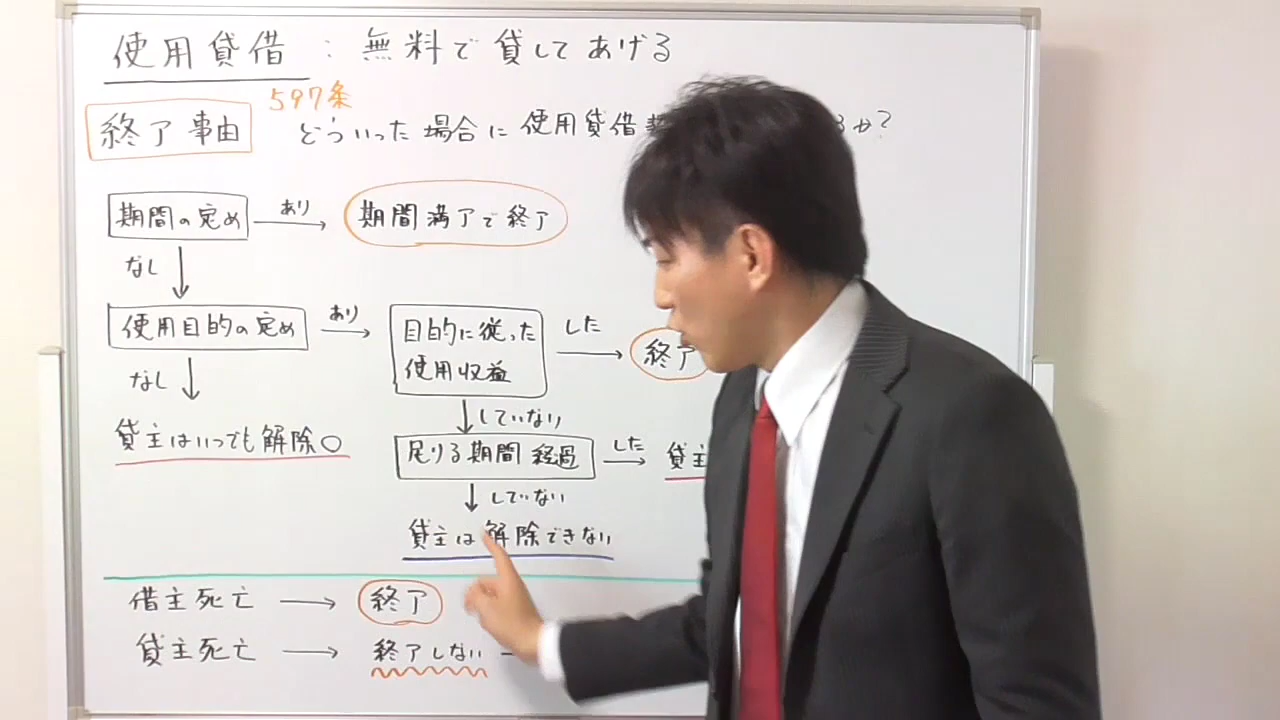 使用貸借：無料で貸してあげる
597条
終了事由 どういった場合に使用貸借 るか?
期間の定め あり 期間満了で終了
なし
使用目的の定め あり 目的に従った使用収益 した 終了
なし
していない
貸主はいつでも解除○
足りる期間経過 した 貸主
していない
貸主は解除できない
借主死亡 → 終了
貸主死亡 → 終了しない